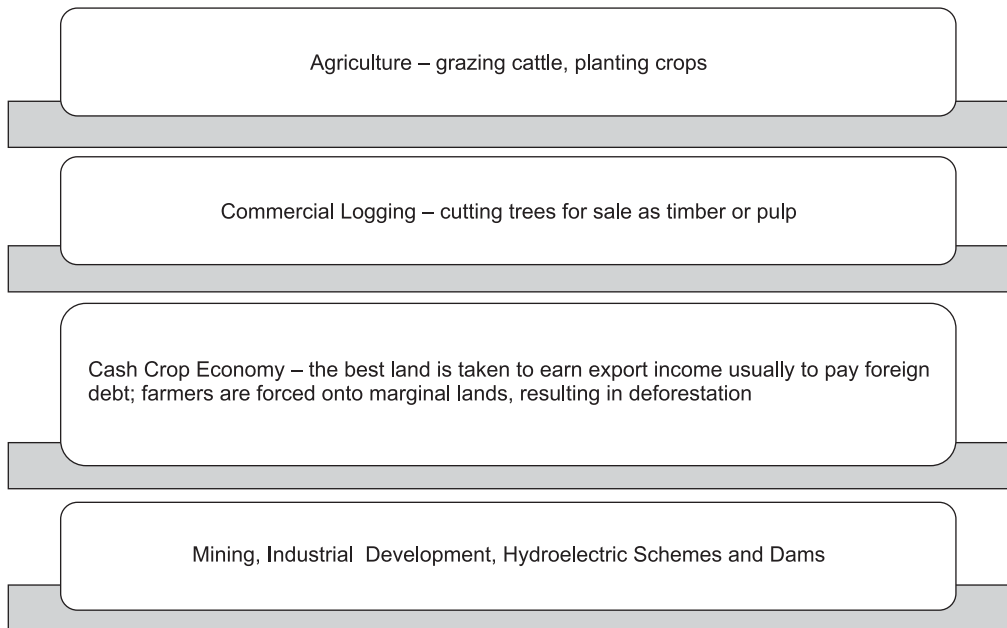 Agriculture – grazing cattle, planting crops
Commercial Logging – cutting trees for sale as timber or pulp
Cash Crop Economy – the best land is taken to earn export income usually to pay foreign
debt; farmers are forced onto marginal lands, resulting in deforestation
Mining, Industrial Development, Hydroelectric Schemes and Dams